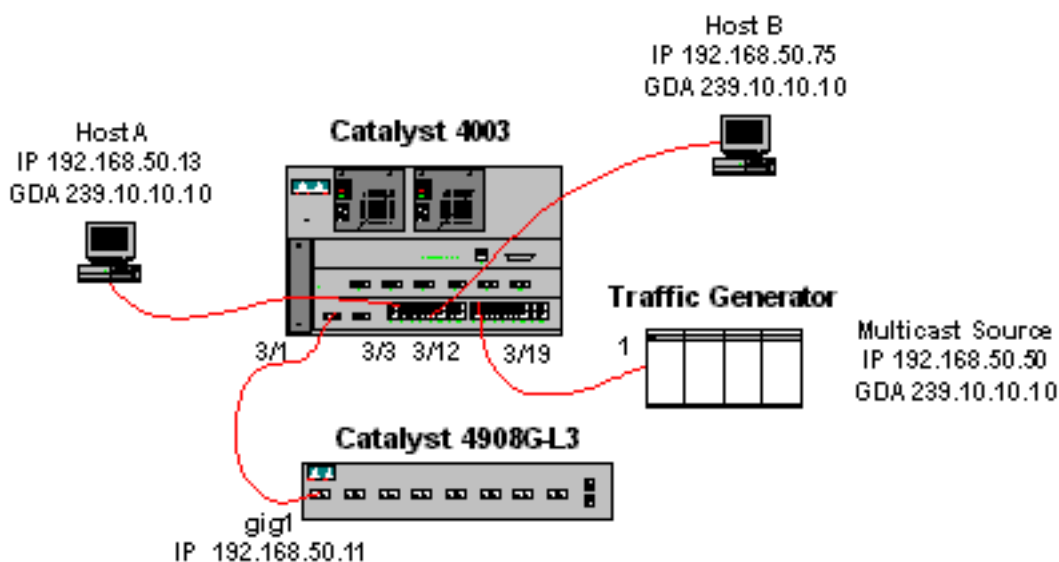 Host B
IP 192.168.50.75
GDA 239.10.10.10
Catalyst 4003
Host A
IP 192.168.50.13
GDA 239.10.10.10
Traffic Generator
Multicast Source
IP 192.168.50.50
GDA 239.10.10.10
1
3/1
3/3
3/12
3/19
Catalyst 4908G-L3
gig1
IP 192.168.50.11